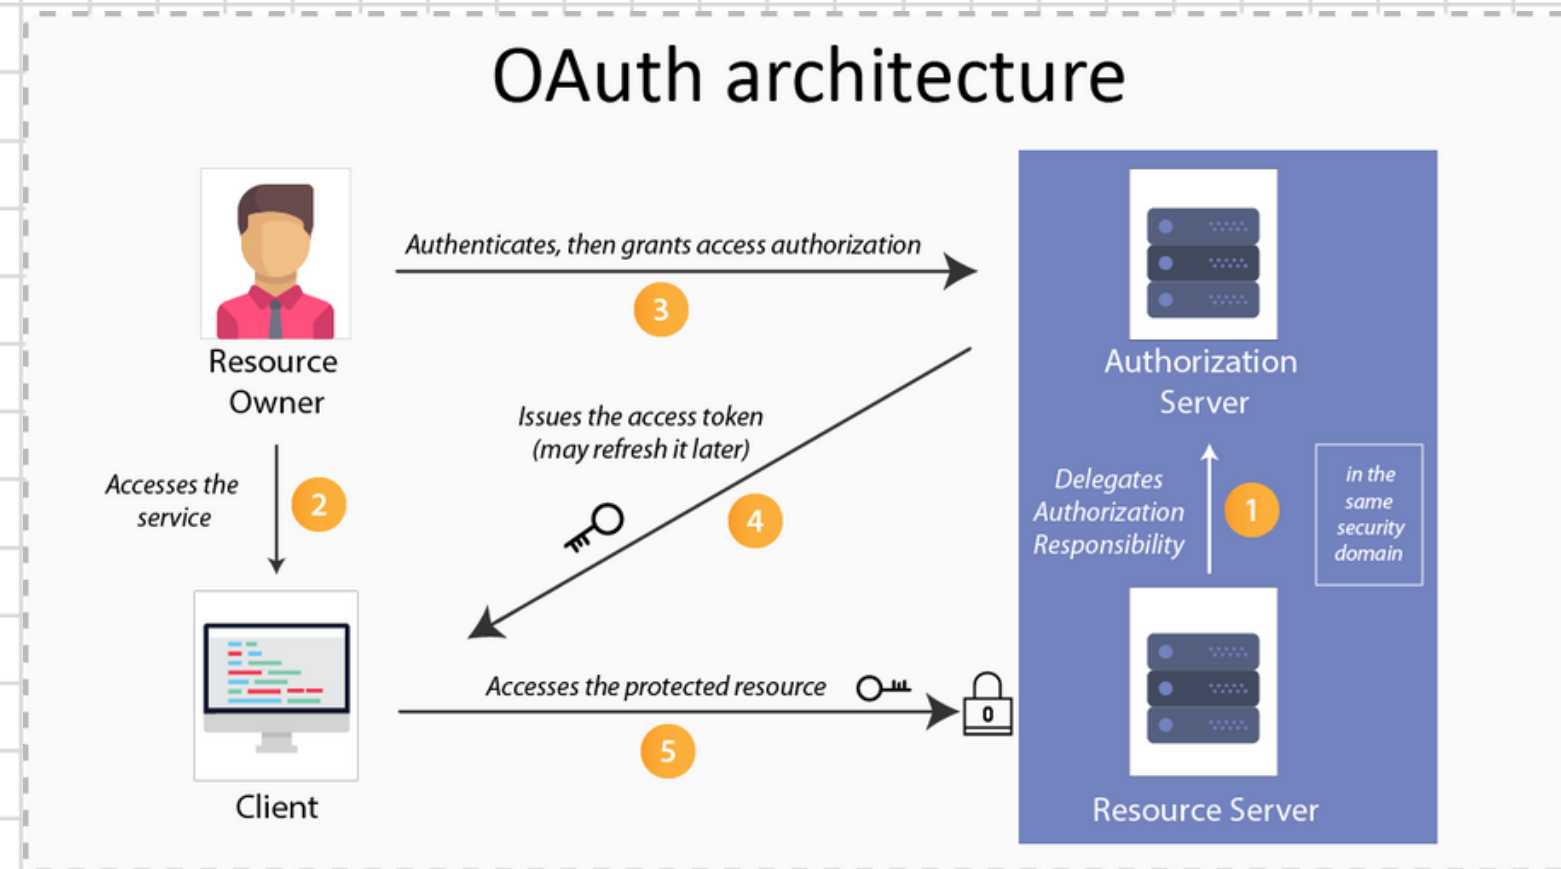 OAuth architecture
Authenticates, then grants access authorization
3
Resource
Owner
Authorization
Server
Issues the access token
(may refresh it later)
4
Accesses the
service
2
Delegates
Authorization
Responsibility
1
in the
same
security
domain
Accesses the protected resource
0
5
Client
Resource Server